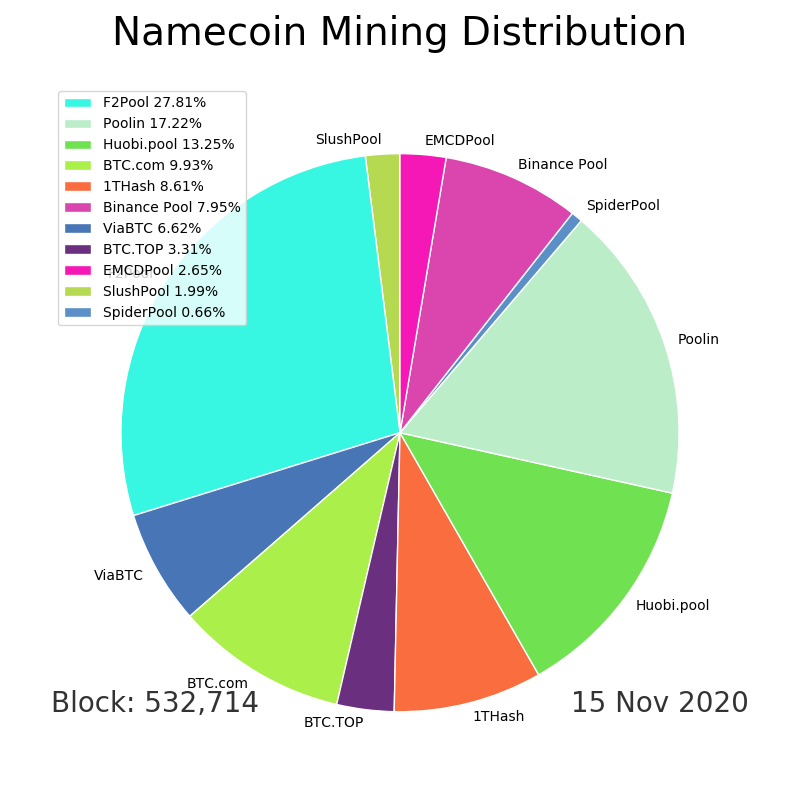 Namecoin Mining Distribution
F2Pool 27.81%
Poolin 17.22%
Huobi.pool 13.25%
BTC.com 9.93%
1THash 8.61%
Binance Pool 7.95%
ViaBTC 6.62%
BTC.TOP 3.31%
EMCDPool 2.65%
SlushPool 1.99%
SpiderPool 0.66%
SlushPool
EMCDPool
Binance Pool
SpiderPool
F2Pool
Poolin
ViaBTC
Huobi.pool
BTC.com
BTC.TOP
1THash
Block: 532,714
15 Nov 2020